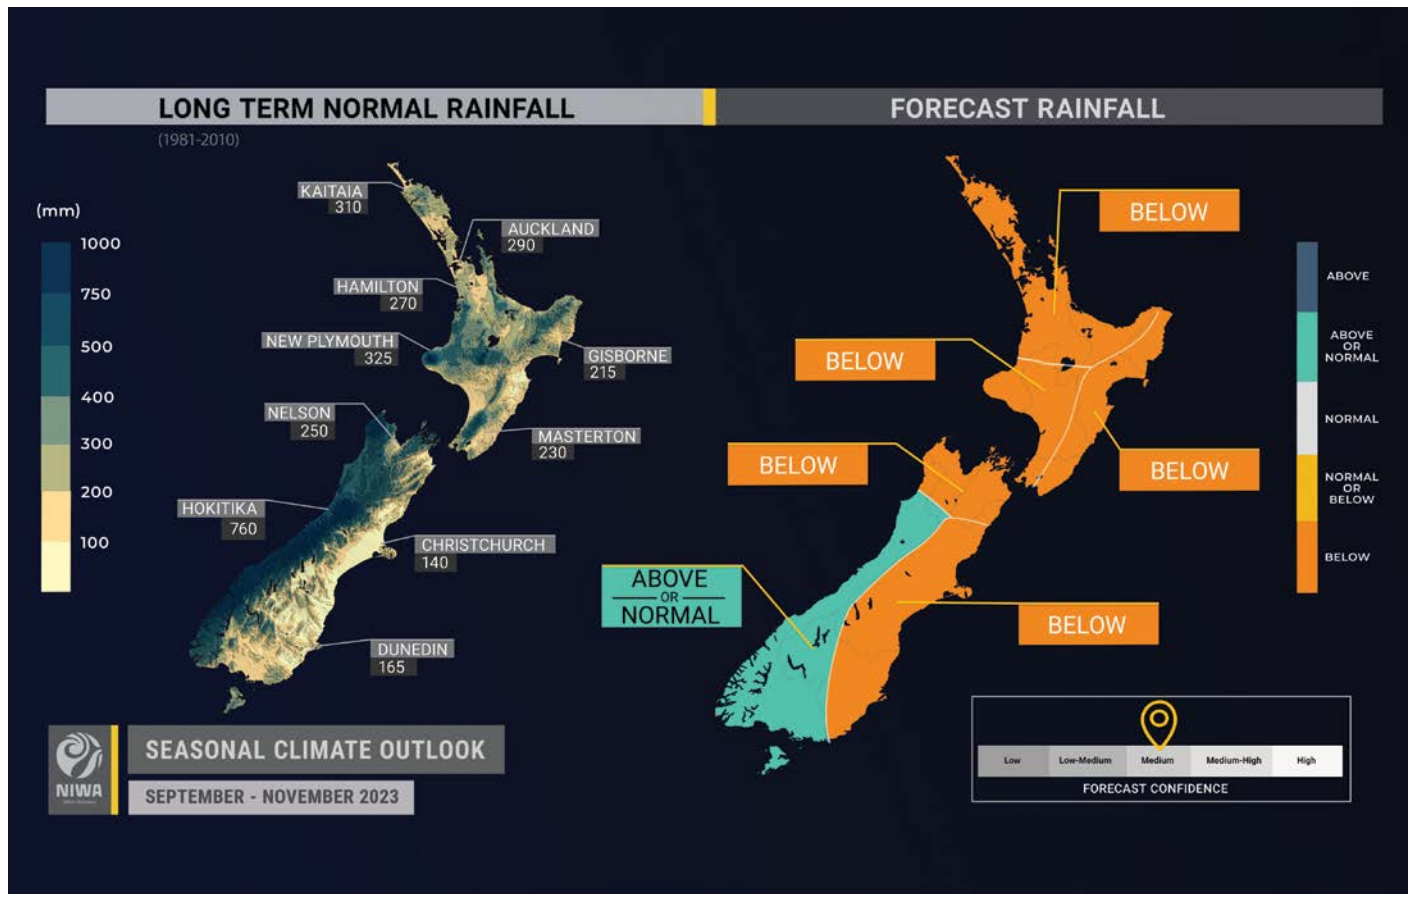 LONG TERM NORMAL RAINFALL
(1981-2010)
FORECAST RAINFALL
(mm)
1000
750
500
400
300
200
100
KAITAIA
310
AUCKLAND
290
HAMILTON
270
NEW PLYMOUTH
325
GISBORNE
215
NELSON
250
MASTERTON
230
HOKITIKA
760
CHRISTCHURCH
140
DUNEDIN
165
BELOW
BELOW
BELOW
BELOW
ABOVE
OR
NORMAL
BELOW
ABOVE
ABOVE
OR
NORMAL
NORMAL
NORMAL
OR
BELOW
BELOW
NIWA
SEASONAL CLIMATE OUTLOOK
SEPTEMBER - NOVEMBER 2023
Low
Low-Medium
Medium
Medium-High
High
FORECAST CONFIDENCE